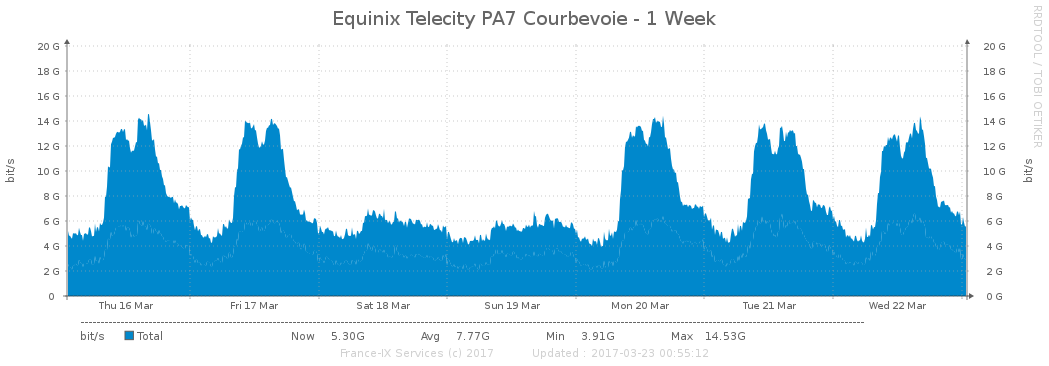 Equinix Telecity PA7 Courbevoie - 1 Week
RRDTOOL / TOBI OETIKER
bit/s
20 G
18 G
16 G
14 G
12 G
10 G
8 G
6 G
4 G
2 G
0
20 G
18 G
16 G
14 G
12 G
10 G
8 G
6 G
4 G
2 G
0 G
bit/s
Thu 16 Mar Fri 17 Mar Sat 18 Mar Sun 19 Mar Mon 20 Mar Tue 21 Mar Wed 22 Mar
bit/s Total Now 5.30G Avg 7.77G Min 3.91G Max 14.53G
France-IX Services (c) 2017 Updated : 2017-03-23 00:55:12